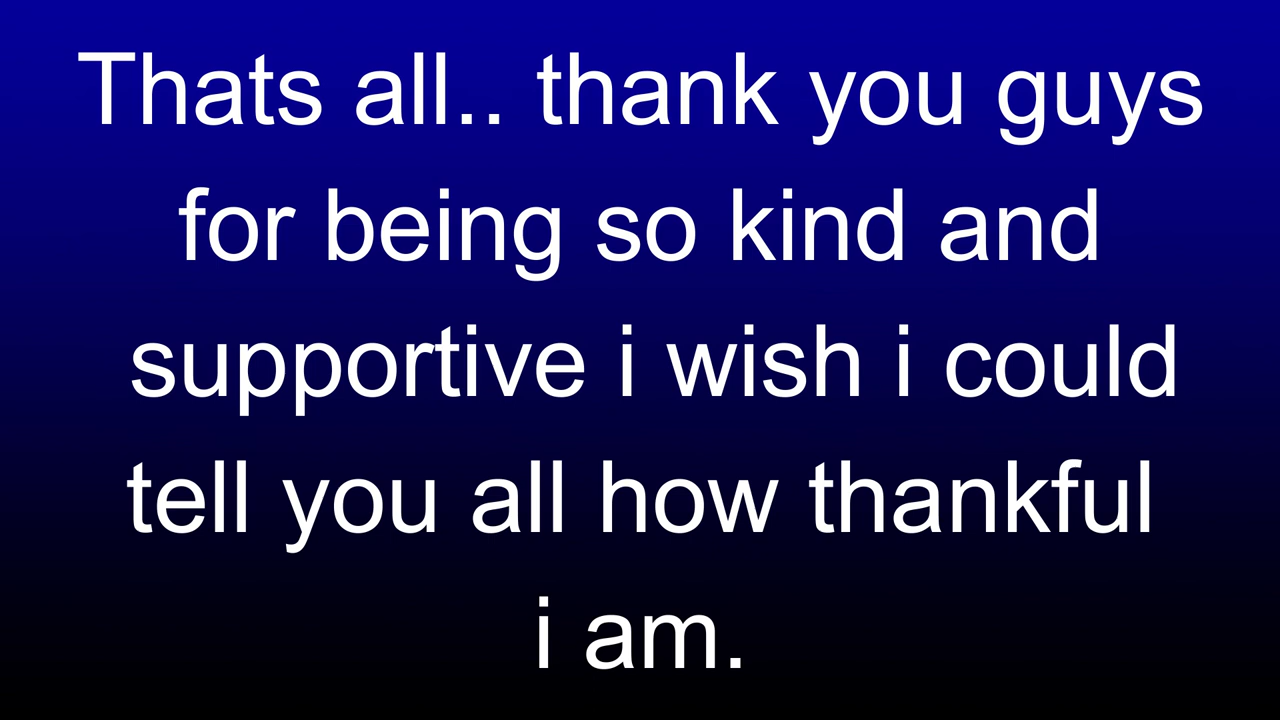 Thats all.. thank you guys
for being so kind and
supportive i wish i could
tell you all how thankful
i am.